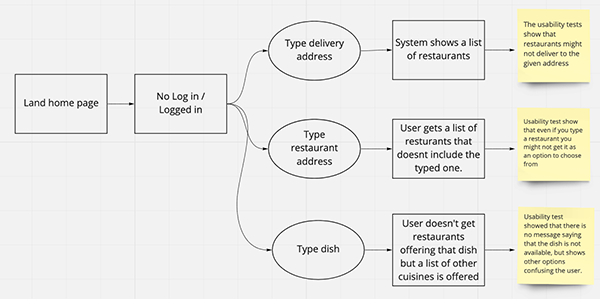 Land home page
No Log in /
Logged in
Type delivery
address
System shows a list
of restaurants
The usability tests
show that
restaurants might
not deliver to the
given address
Type
restaurant
address
User gets a list of
resturants that
doesnt include the
typed one.
Usability test show
that even if you type
a restaurant you
might not get it as
an option to choose
from
Type dish
User doesn't get
restaurants
offering that dish
but a list of other
cuisines is offered
Usability test
showed that there is
no message saying
that the dish is not
available, but shows
other options
confusing the user.